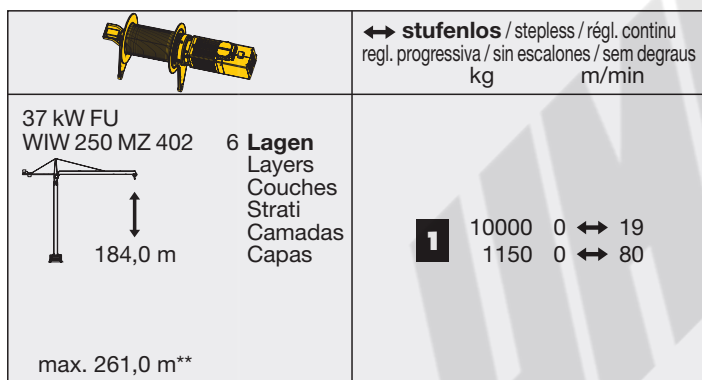 ↔ stufenlos / stepless / régl. continu
regl. progressiva / sin escalones / sem degraus
kg m/min
37 kW FU
WIW 250 MZ 402 6 Lagen
Layers
Couches
Strati
Camadas
184,0 m Capas
1 10000 0 ↔ 19
1150 0 ↔ 80
max. 261,0 m**